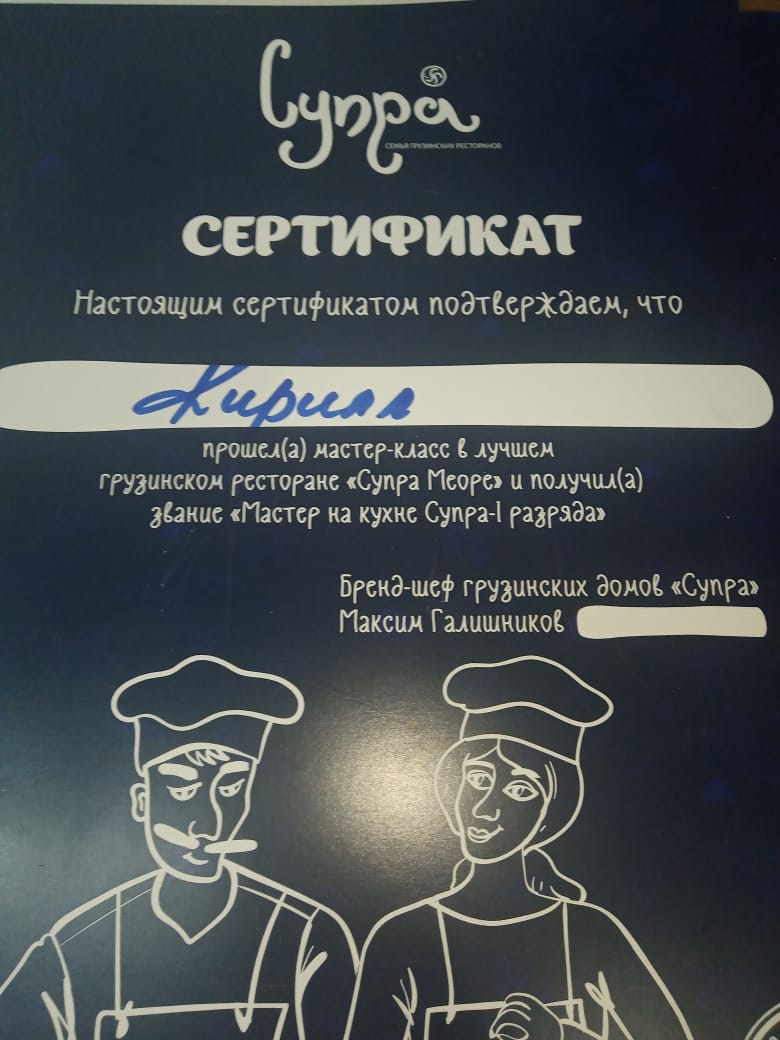 Супра
СЕМЬЯ ГРУЗИНСКИХ РЕСТОРАНОВ
СЕРТИФИКАТ
Настоящим сертификатом подтверждаем, что
Кирилл
прошел(а) мастер-класс в лучшем
грузинском ресторане «Супра Меоре» и получил(а)
звание «Мастер на кухне Супра-I разряда»
Бренд-шеф грузинских домов «Супра»
Максим Галишников